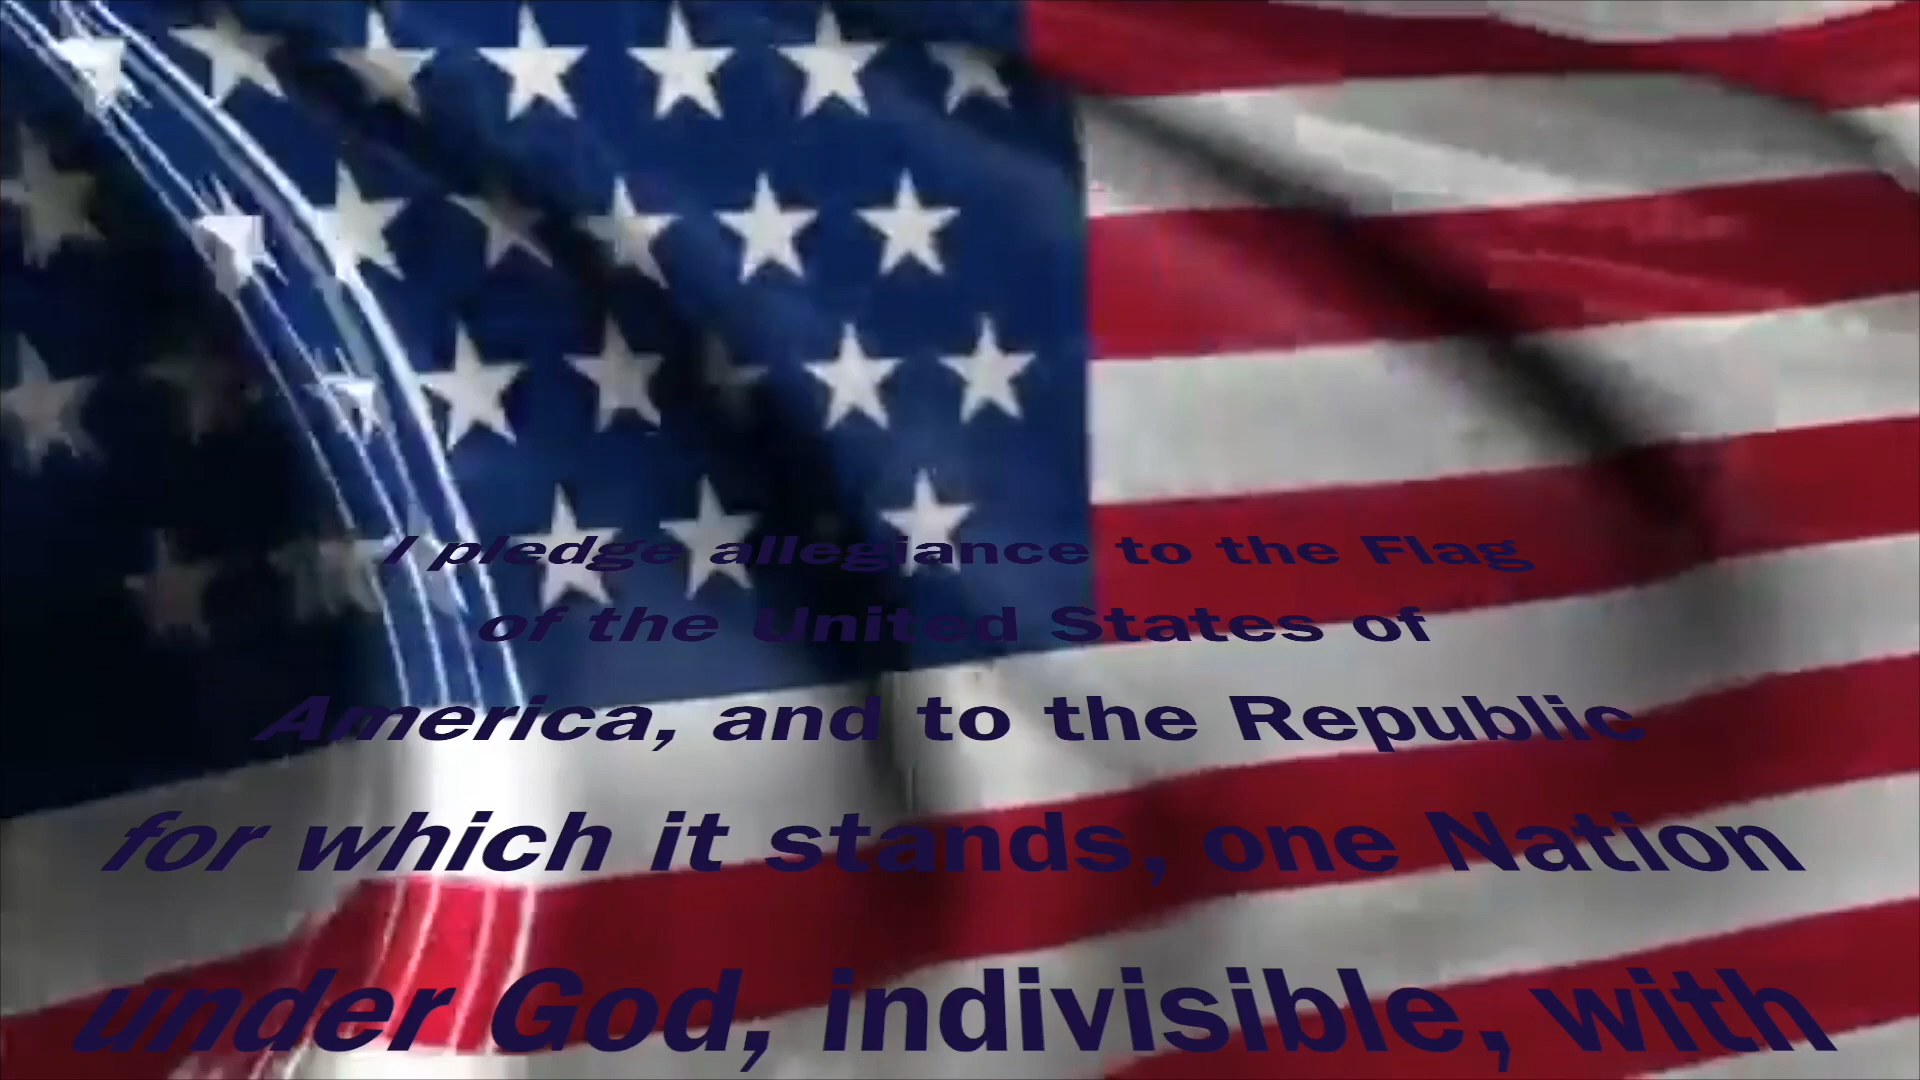 I pledge allegiance to the Flag
of the United States of
America, and to the Republic
for which it stands, one Nation
under God, indivisible, with